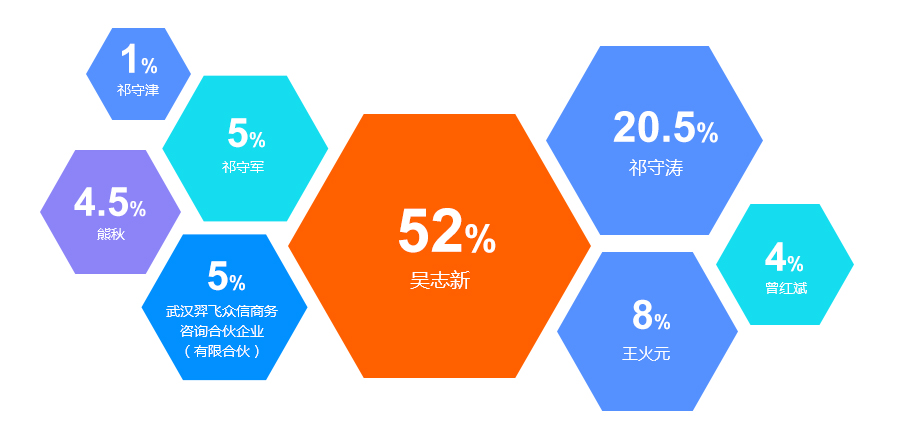 1%
祁守津
5%
祁守军
4.5%
熊秋
5%
武汉羿飞众信商务
咨询合伙企业
（有限合伙）
52%
吴志新
20.5%
祁守涛
4%
曾红斌
8%
王火元